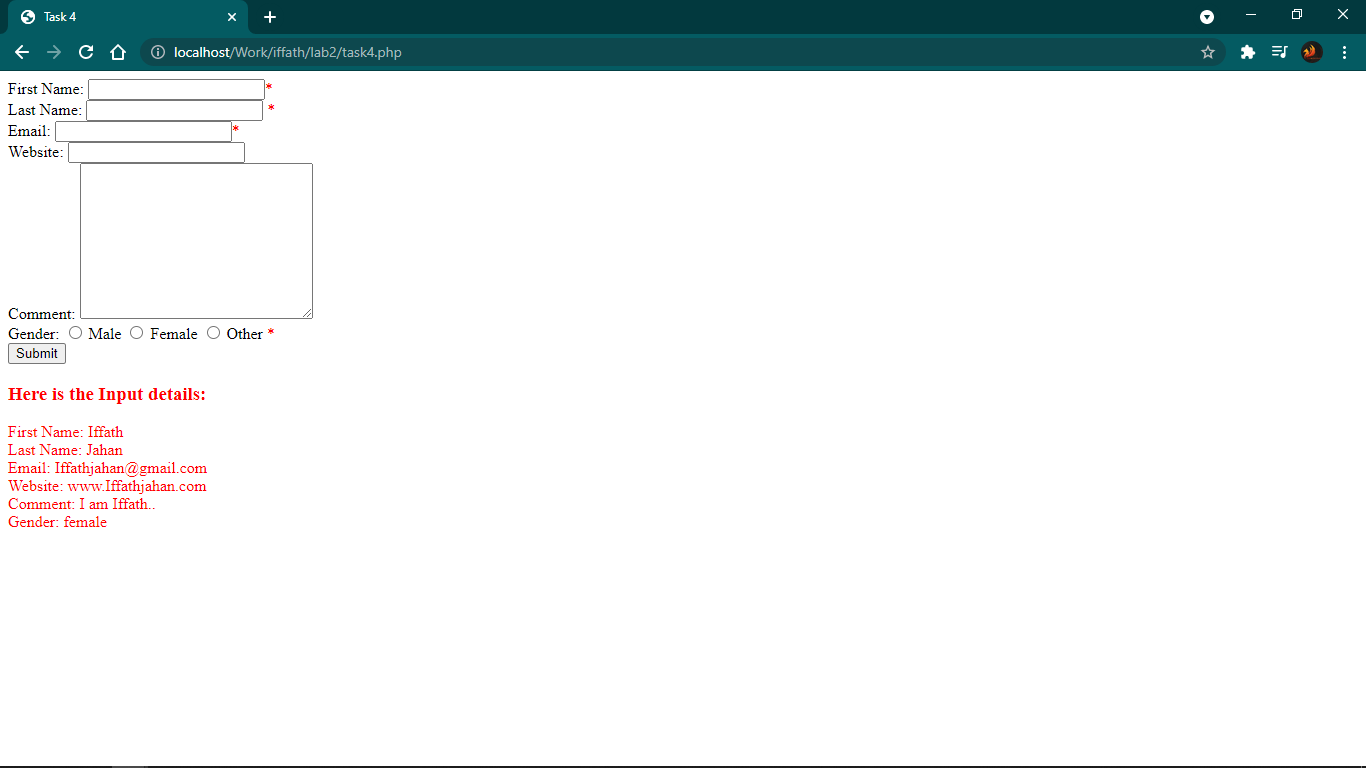 Task 4
localhost/Work/iffath/lab2/task4.php
First Name: *
Last Name: *
Email: *
Website:
Comment:
Gender: Male Female Other *
Submit
Here is the Input details:
First Name: Iffath
Last Name: Jahan
Email: Iffathjahan@gmail.com
Website: www.Iffathjahan.com
Comment: I am Iffath..
Gender: female